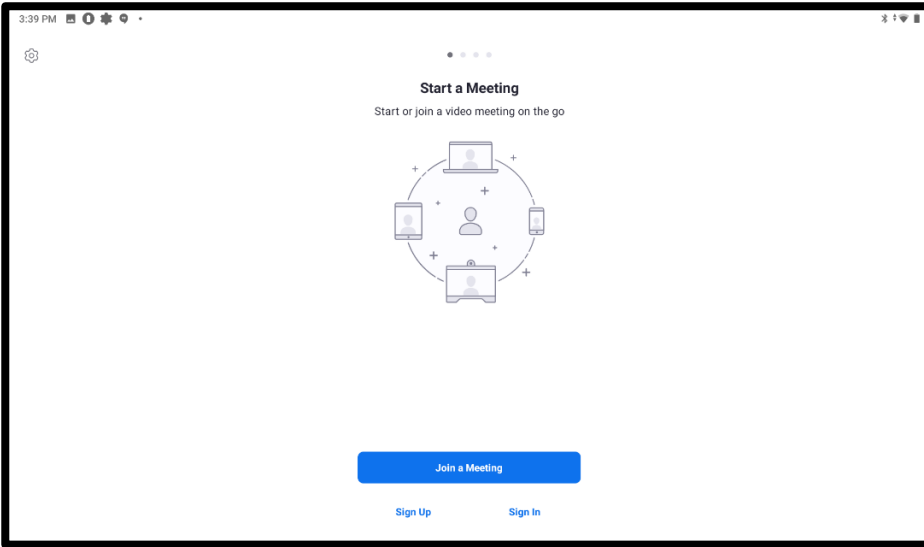 3:39 PM
Start a Meeting
Start or join a video meeting on the go
Join a Meeting
Sign Up Sign In